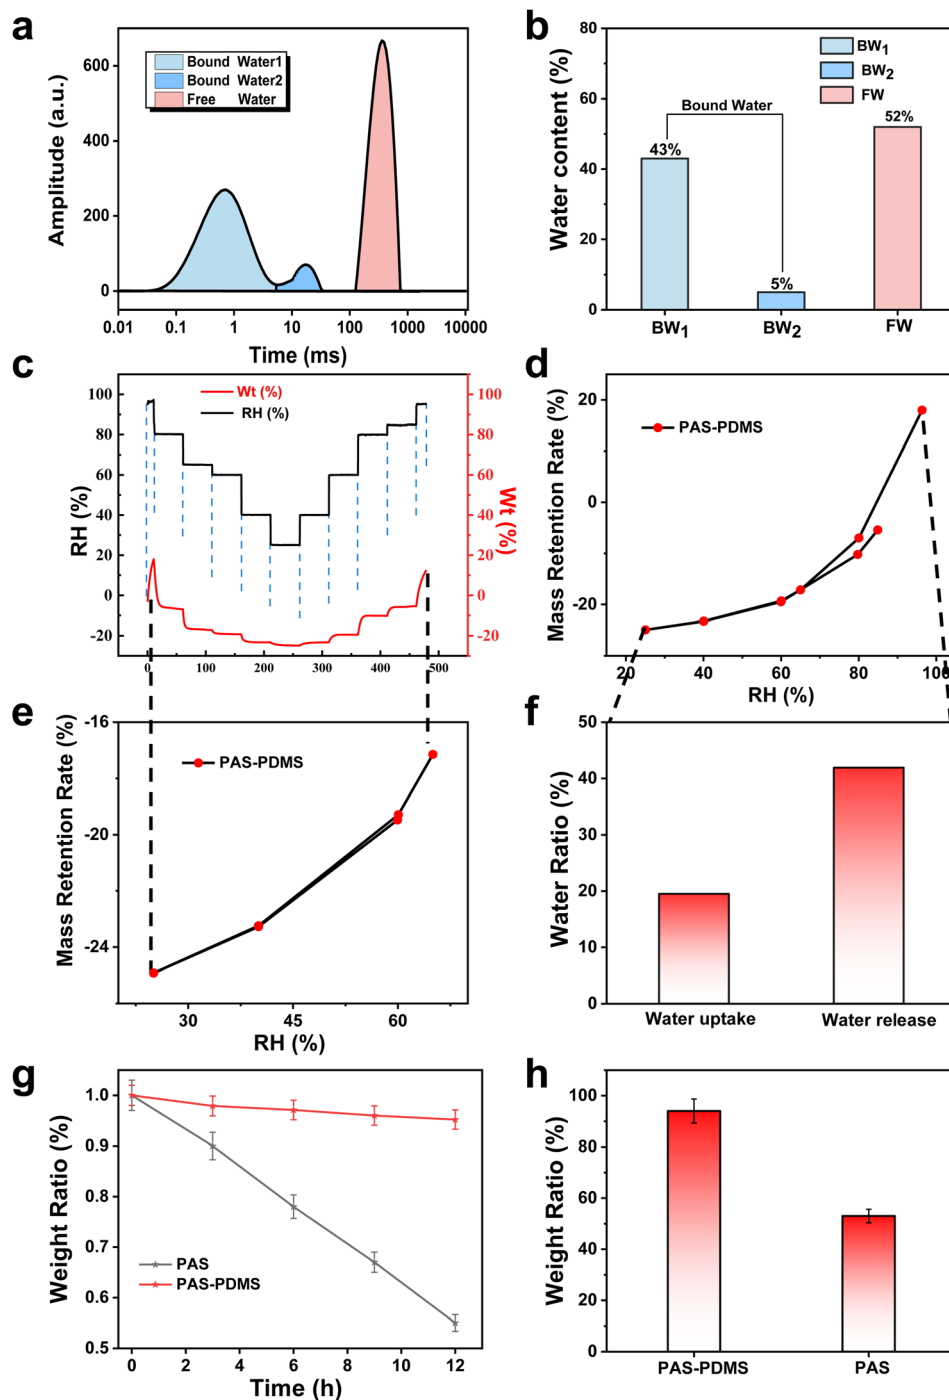 a
Amplitude (a.u.)
600
400
200
0
Bound Water1
Bound Water2
Free Water
0.01 0.1 1 10 100 1000 10000
Time (ms)
b
Water content (%)
80
60
40
20
0
BW1
BW2
FW
Bound Water
43%
5%
52%
BW1 BW2 FW
c
RH (%)
100
80
60
40
20
0
-20
Wt (%)
RH (%)
100
80
60
40
20
0
-20
Wt (%)
0 100 200 300 400 500
d
Mass Retention Rate (%)
20
0
-20
PAS-PDMS
20 40 60 80 100
RH (%)
e
Mass Retention Rate (%)
-16
-20
-24
PAS-PDMS
30 45 60
RH (%)
f
Water Ratio (%)
50
40
30
20
10
0
Water uptake Water release
g
Weight Ratio (%)
1.0
0.9
0.8
0.7
0.6
0.5
PAS
PAS-PDMS
0 2 4 6 8 10 12
Time (h)
h
Weight Ratio (%)
100
80
60
40
20
0
PAS-PDMS PAS